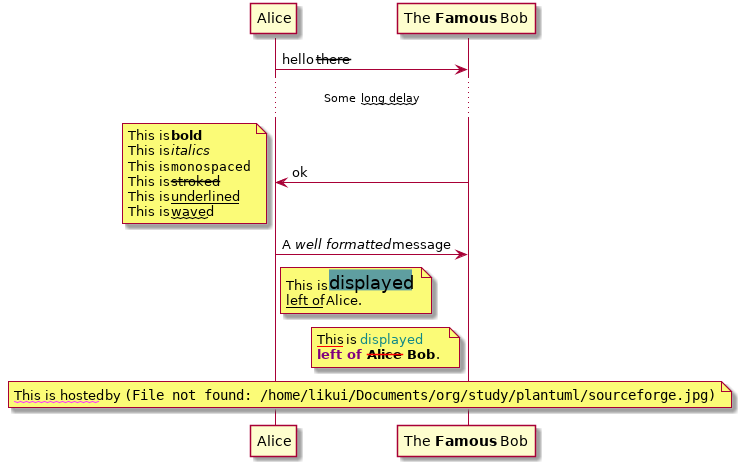 Alice
The Famous Bob
hello there
Some long delay
This is bold
This is italics
This is monospaced
This is stroked
This is underlined
This is waved
ok
A well formatted message
This is displayed
left of Alice.
This is displayed
left of Alice Bob.
This is hosted by (File not found: /home/likui/Documents/org/study/plantuml/sourceforge.jpg)
Alice
The Famous Bob